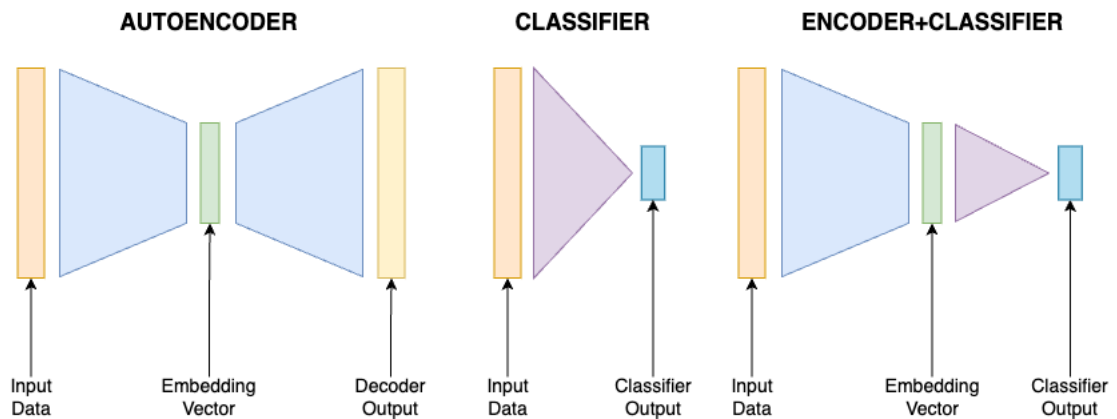 AUTOENCODER
CLASSIFIER
ENCODER+CLASSIFIER
Input
Data
Embedding
Vector
Decoder
Output
Input
Data
Classifier
Output
Input
Data
Embedding
Vector
Classifier
Output